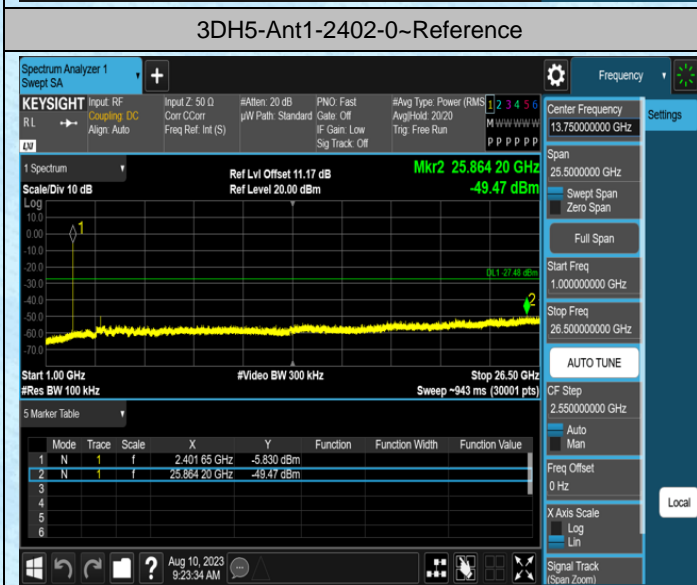 3DH5-Ant1-2402-0~Reference
Spectrum Analyzer 1
Swept SA
Frequency
KEYSIGHT
R L
Input: RF
Coupling: DC
Align: Auto
Input Z: 50 Ω
Corr CCorr
Freq Ref: Int (S)
#Atten: 20 dB
µW Path: Standard
PNO: Fast
Gate: Off
IF Gain: Low
Sig Track: Off
#Avg Type: Power (RMS
Avg|Hold: 20/20
Trig: Free Run
1 2 3 4 5 6
M W W W W W
P P P P P P
1 Spectrum
Scale/Div 10 dB
Ref Lvl Offset 11.17 dB
Ref Level 20.00 dBm
Mkr2 25.864 20 GHz
-49.47 dBm
Log
10.0
0.00
-10.0
-20.0
-30.0
-40.0
-50.0
-60.0
-70.0
1
2
DL1 -27.48 dBm
Start 1.00 GHz
#Res BW 100 kHz
#Video BW 300 kHz
Stop 26.50 GHz
Sweep ~943 ms (30001 pts)
5 Marker Table
Mode Trace Scale X Y Function Function Width Function Value
1 N 1 f 2.401 65 GHz -5.830 dBm
2 N 1 f 25.864 20 GHz -49.47 dBm
3
4
5
6
Center Frequency
13.750000000 GHz
Span
25.5000000 GHz
Swept Span
Zero Span
Full Span
Start Freq
1.000000000 GHz
Stop Freq
26.500000000 GHz
AUTO TUNE
CF Step
2.550000000 GHz
Auto
Man
Freq Offset
0 Hz
X Axis Scale
Log
Lin
Signal Track
(Span Zoom)
Settings
Local
?
Aug 10, 2023
9:23:34 AM